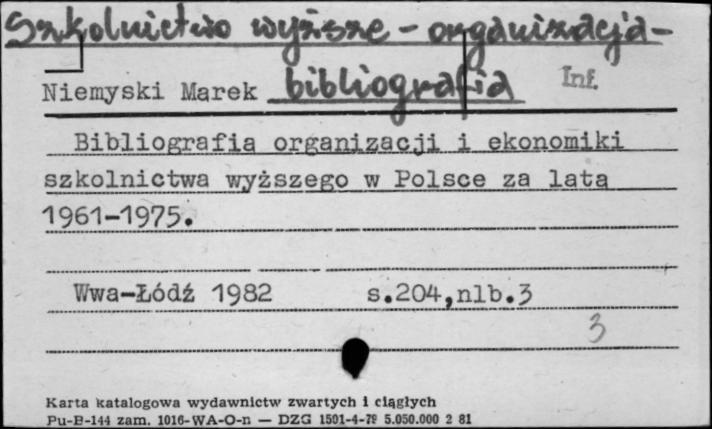 Szkolnictwo wyższe - organizacja -
Niemyski Marek bibliografia Inf.
Bibliografia organizacji i ekonomiki
szkolnictwa wyższego w Polsce za lata
1961-1975.
Wwa-Łódź 1982 s.204,nlb.3
3
Karta katalogowa wydawnictw zwartych i ciągłych
Pu-B-144 zam. 1016-WA-O-n — DZG 1501-4-79 5.050.000 2 81